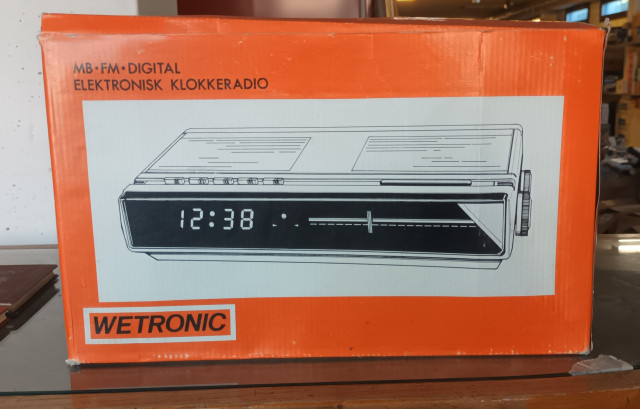 MB•FM•DIGITAL
ELEKTRONISK KLOKKERADIO
12:38
WETRONIC